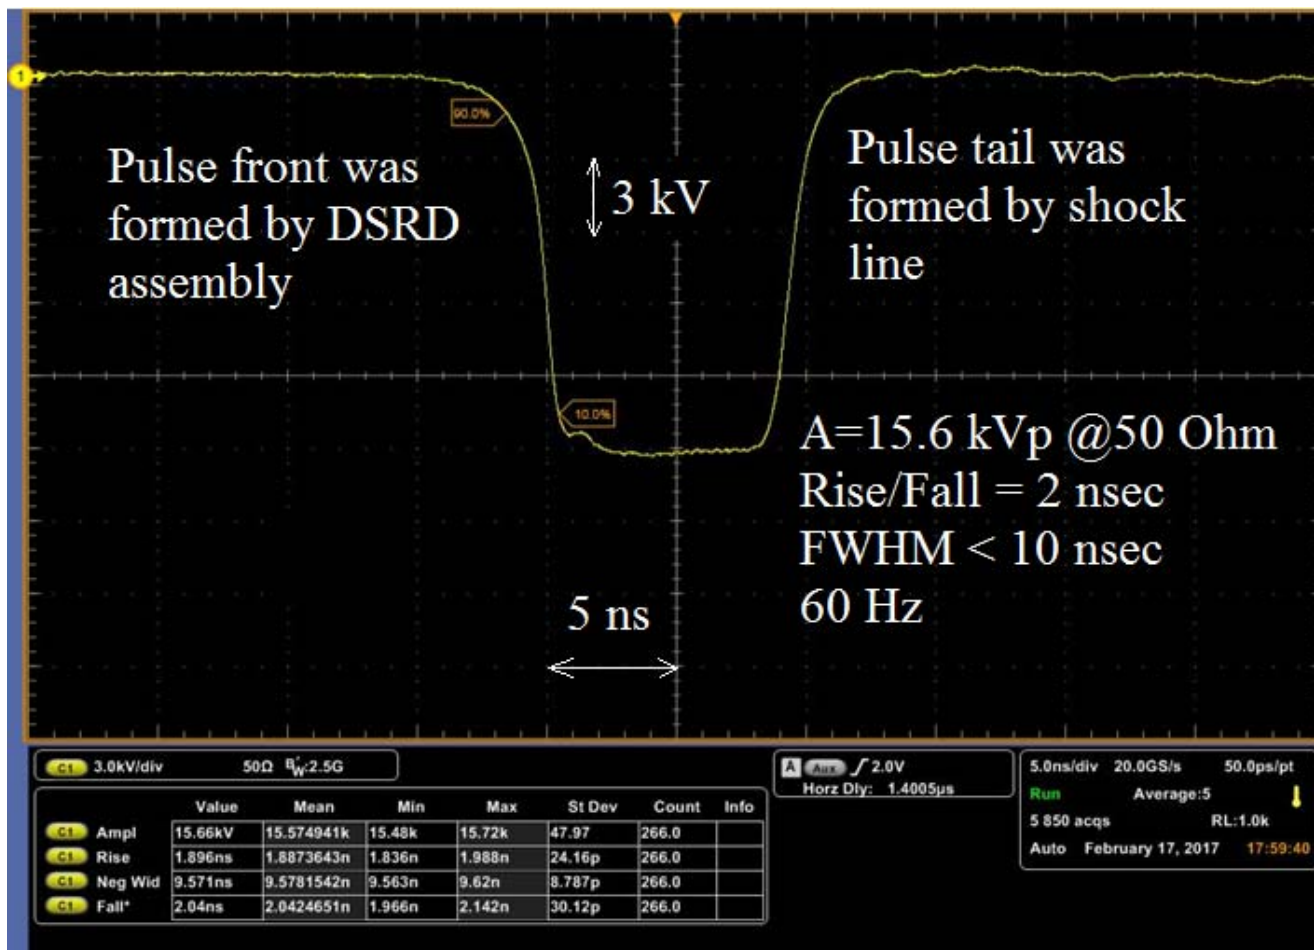 1
90.0%
Pulse front was
formed by DSRD
assembly
3 kV
Pulse tail was
formed by shock
line
10.0%
A=15.6 kVp @50 Ohm
Rise/Fall = 2 nsec
FWHM < 10 nsec
60 Hz
5 ns
C1 3.0kV/div 50Ω BW:2.5G
Value Mean Min Max St Dev Count Info
C1 Ampl 15.66kV 15.574941k 15.48k 15.72k 47.97 266.0
C1 Rise 1.896ns 1.8873643n 1.836n 1.988n 24.16p 266.0
C1 Neg Wid 9.571ns 9.5781542n 9.563n 9.62n 8.787p 266.0
C1 Fall* 2.04ns 2.0424651n 1.966n 2.142n 30.12p 266.0
A Aux 2.0V
Horz Dly: 1.4005µs
5.0ns/div 20.0GS/s 50.0ps/pt
Run Average:5
5 850 acqs RL:1.0k
Auto February 17, 2017 17:59:40